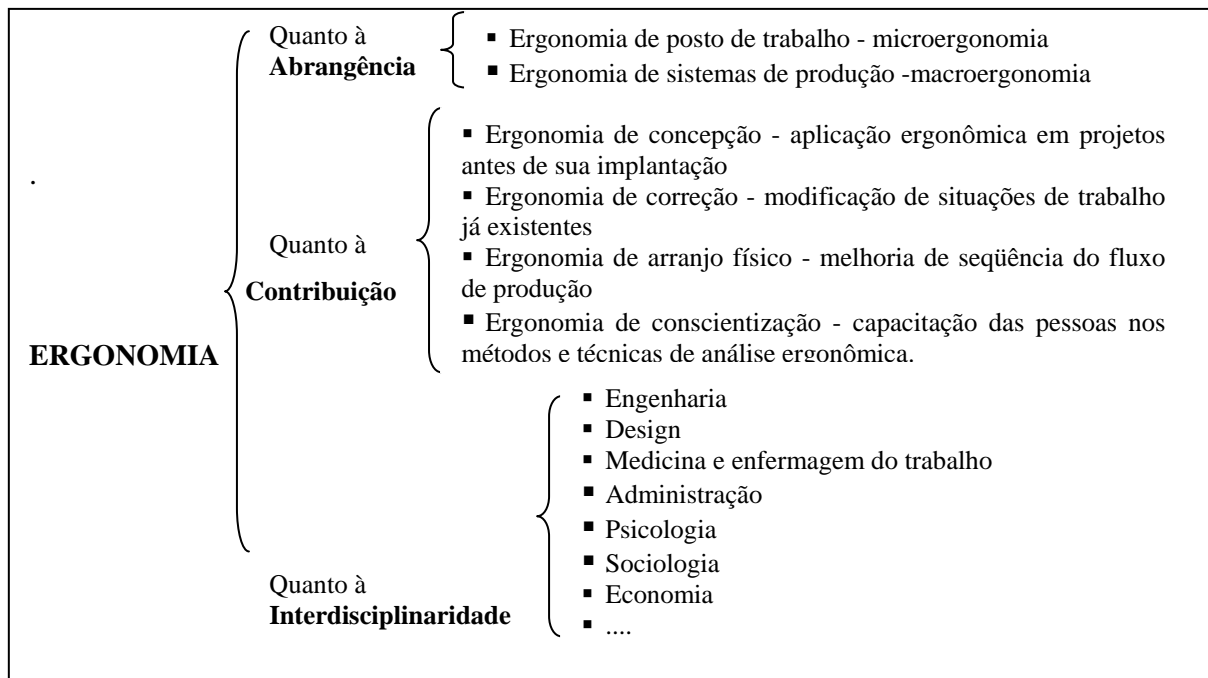 Quanto à
Abrangência
▪ Ergonomia de posto de trabalho - microergonomia
▪ Ergonomia de sistemas de produção -macroergonomia
▪ Ergonomia de concepção - aplicação ergonômica em projetos
antes de sua implantação
▪ Ergonomia de correção - modificação de situações de trabalho
já existentes
▪ Ergonomia de arranjo físico - melhoria de seqüência do fluxo
de produção
▪ Ergonomia de conscientização - capacitação das pessoas nos
métodos e técnicas de análise ergonômica.
.
Quanto à
Contribuição
ERGONOMIA
▪ Engenharia
▪ Design
▪ Medicina e enfermagem do trabalho
▪ Administração
▪ Psicologia
▪ Sociologia
▪ Economia
▪ ....
Quanto à
Interdisciplinaridade